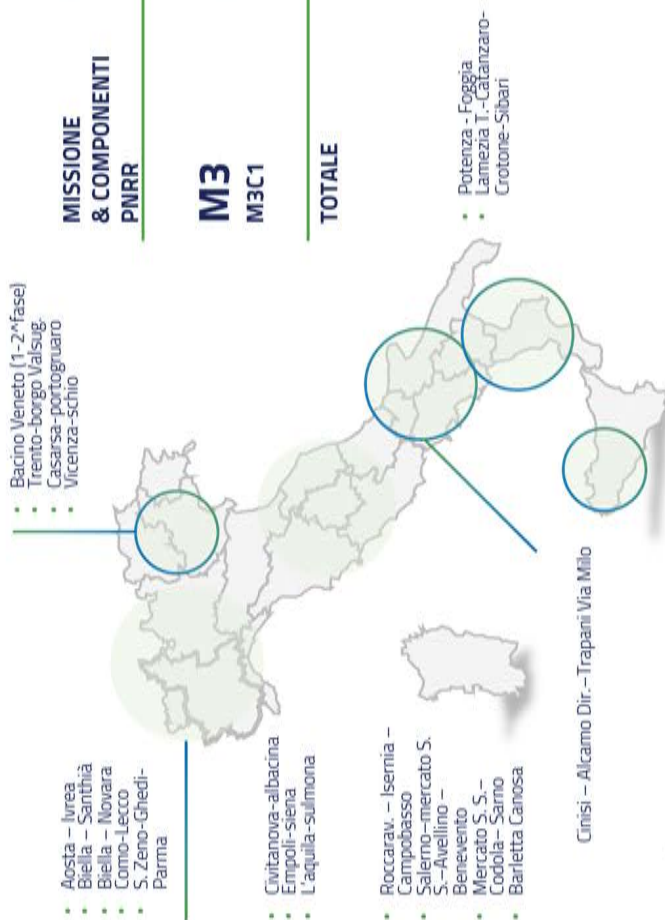 Bacino Veneto (1-2^fase)
Trento-borgo Valsug.
Casarsa-portogruaro
Vicenza-schio
MISSIONE
& COMPONENTI
PNRR
M3
M3C1
TOTALE
Aosta – Ivrea
Biella – Santhià
Biella – Novara
Como-Lecco
S. Zeno-Ghedi-
Parma
Civitanova-albacina
Empoli-siena
L'aquila-sulmona
Roccarav. – Isernia –
Campobasso
Salerno–mercato S.
S. –Avellino –
Benevento
Mercato S. S. –
Codola– Sarno
Barletta Canosa
Potenza - Foggia
Lamezia T.-Catanzaro-
Crotone-Sibari
Cinisi – Alcamo Dir. –Trapani Via Milo